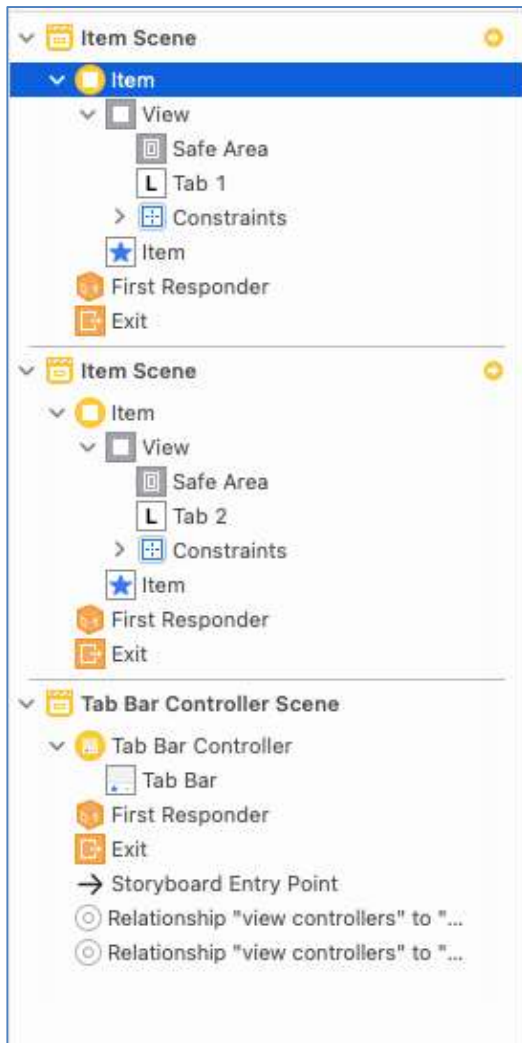 Item Scene
Item
View
Safe Area
L Tab 1
Constraints
Item
First Responder
Exit
Item Scene
Item
View
Safe Area
L Tab 2
Constraints
Item
First Responder
Exit
Tab Bar Controller Scene
Tab Bar Controller
Tab Bar
First Responder
Exit
Storyboard Entry Point
Relationship "view controllers" to "...
Relationship "view controllers" to "...